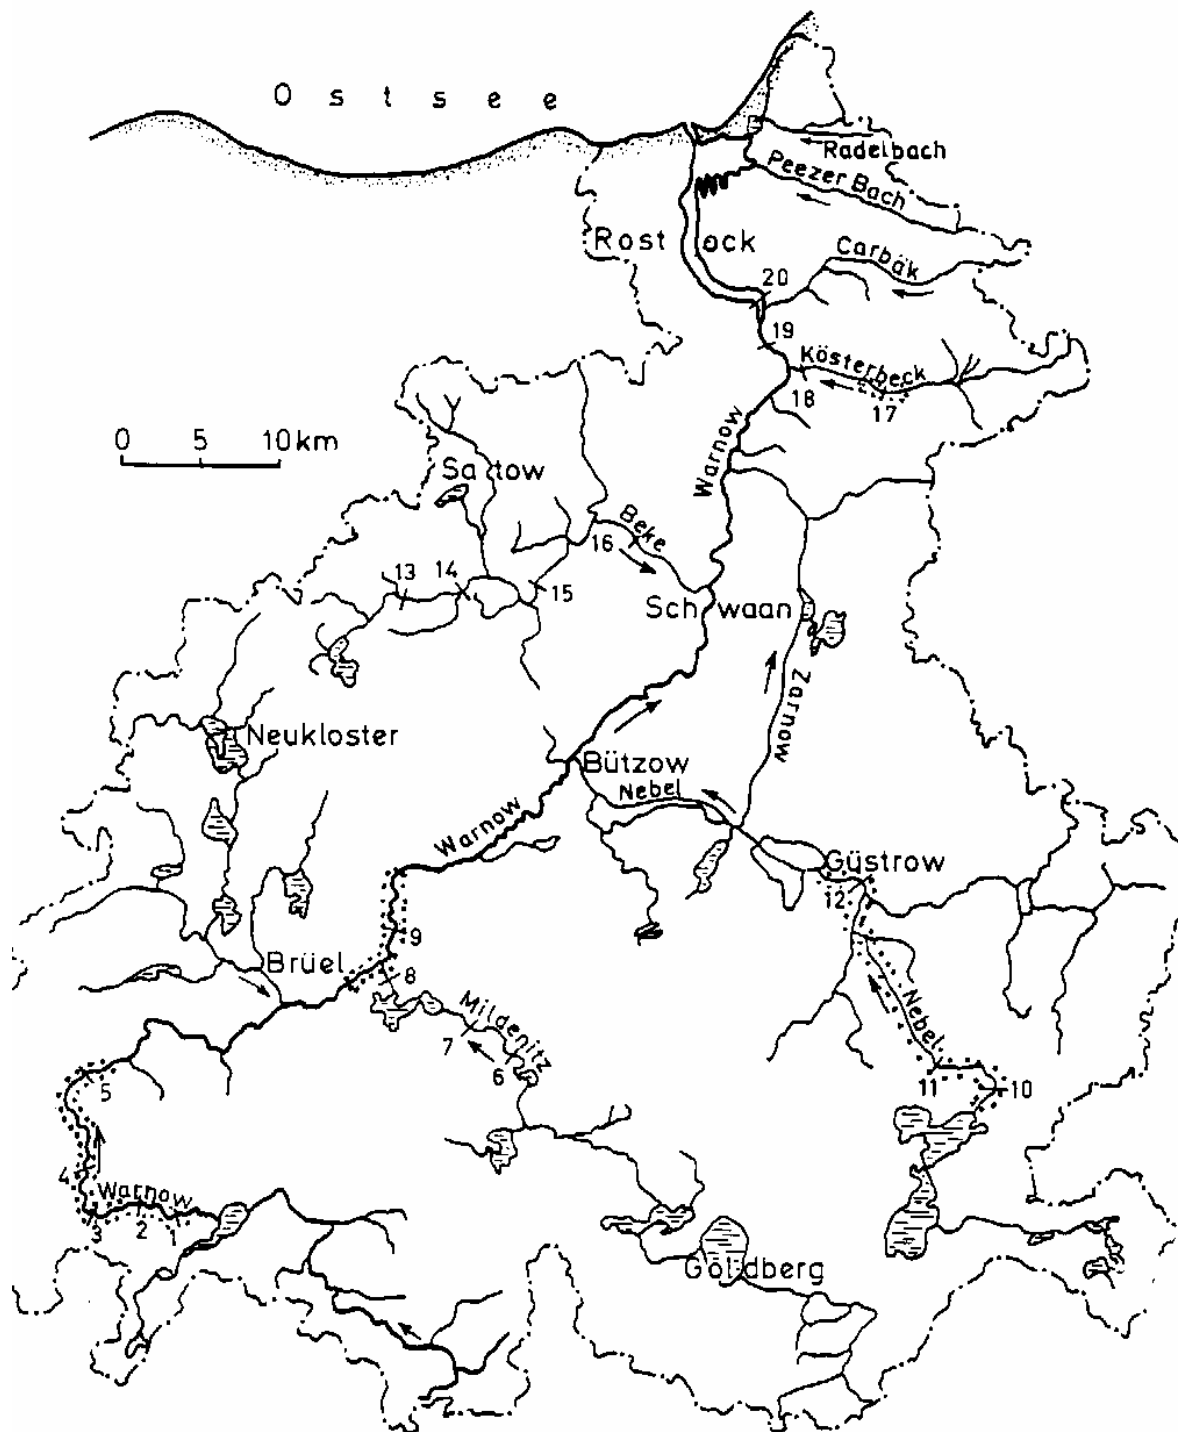 Ostsee
Radelbach
Peezer Bach
Rostock
Carbäk
20
19
Kösterbeck
18
17
0 5 10 km
Warnow
Satow
Beke
16
13
14
15
Schwaan
Zarnow
Neukloster
Bützow
Nebel
Warnow
Güstrow
12
9
Brüel
8
Mildenitz
Nebel
7
6
5
11
10
4
Warnow
3
2
1
Goldberg